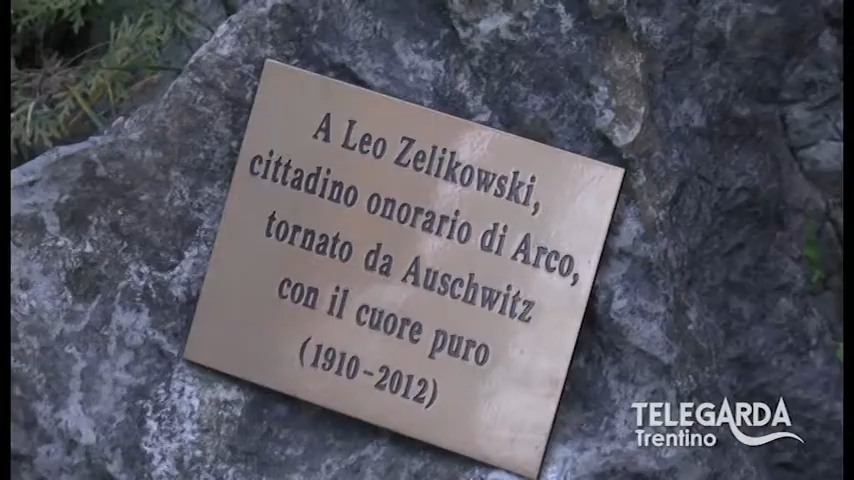 A Leo Zelikowski,
cittadino onorario di Arco,
tornato da Auschwitz
con il cuore puro
(1910-2012)
TELEGARDA
Trentino